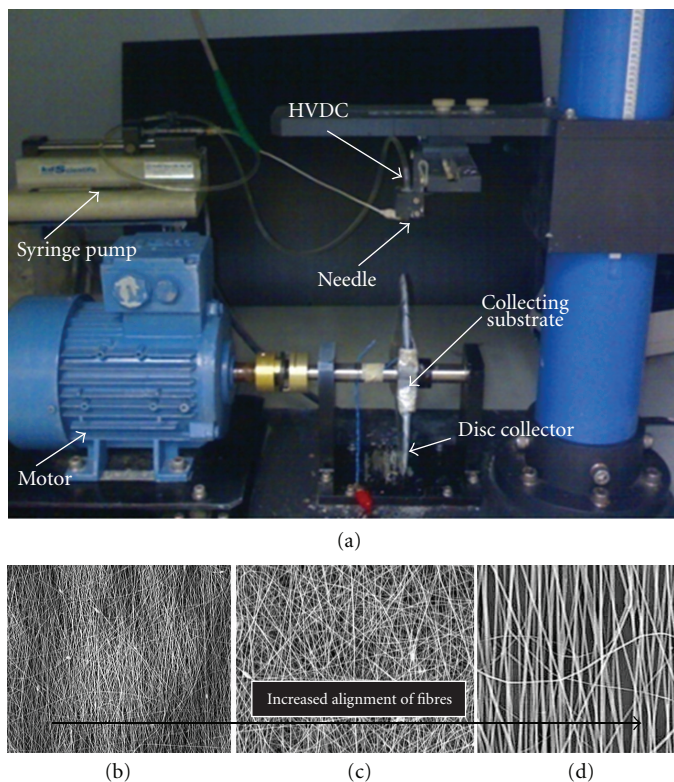 HVDC
Syringe pump
Needle
Collecting
substrate
Disc collector
Motor
(a)
Increased alignment of fibres
(b)
(c)
(d)